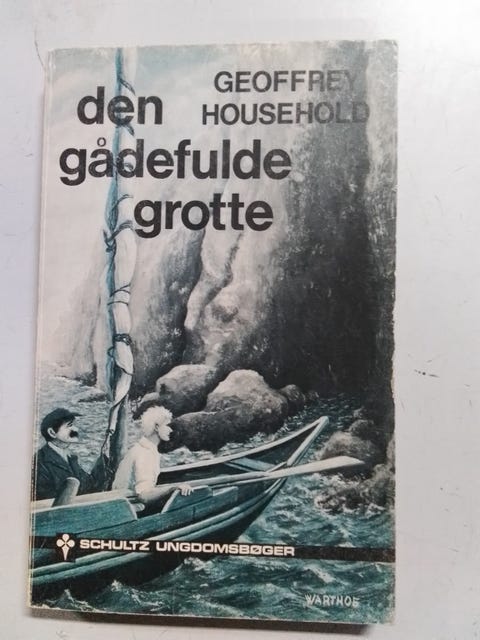 GEOFFREY
HOUSEHOLD
den
gådefulde
grotte
SCHULTZ UNGDOMSBØGER
WARTHOE